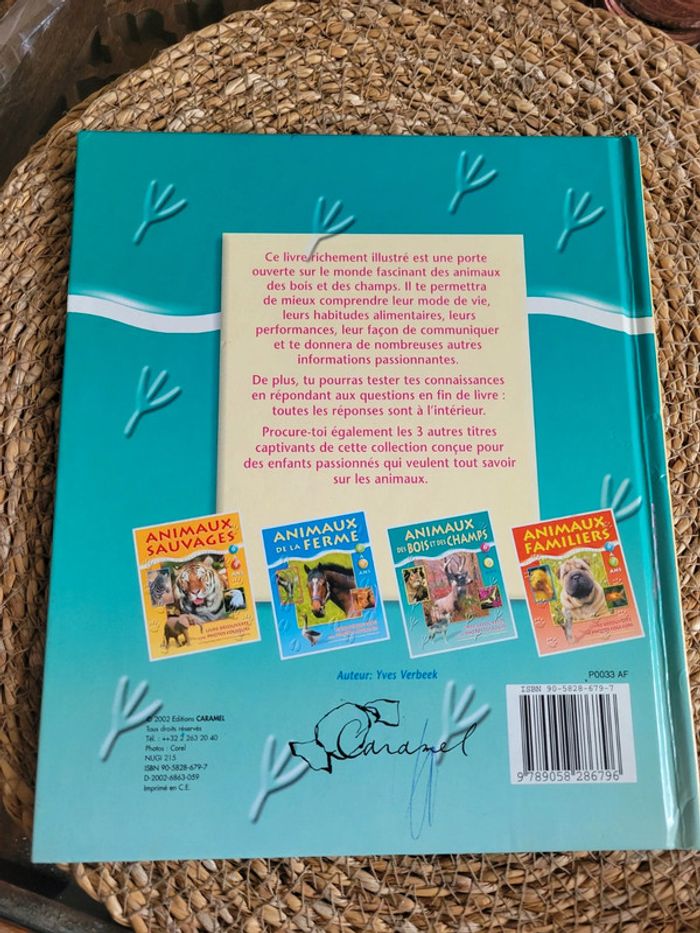 Ce livre richement illustré est une porte
ouverte sur le monde fascinant des animaux
des bois et des champs. Il te permettra
de mieux comprendre leur mode de vie,
leurs habitudes alimentaires, leurs
performances, leur façon de communiquer
et te donnera de nombreuses autres
informations passionnantes.
De plus, tu pourras tester tes connaissances
en répondant aux questions en fin de livre :
toutes les réponses sont à l'intérieur.
Procure-toi également les 3 autres titres
captivants de cette collection conçue pour
des enfants passionnés qui veulent tout savoir
sur les animaux.
ANIMAUX
SAUVAGES
ANIMAUX
DE LA FERME
ANIMAUX
DES BOIS ET DES CHAMPS
ANIMAUX
FAMILIERS
Auteur: Yves Verbeek
P0033 AF
ISBN 90-5828-679-7
9 789058 286796
© 2002 Editions CARAMEL
Tous droits réservés
Tél. : ++32 2 263 20 40
Photos : Corel
NUGI 215
ISBN 90-5828-679-7
D-2002-6863-059
Imprimé en C.E.
Caramel